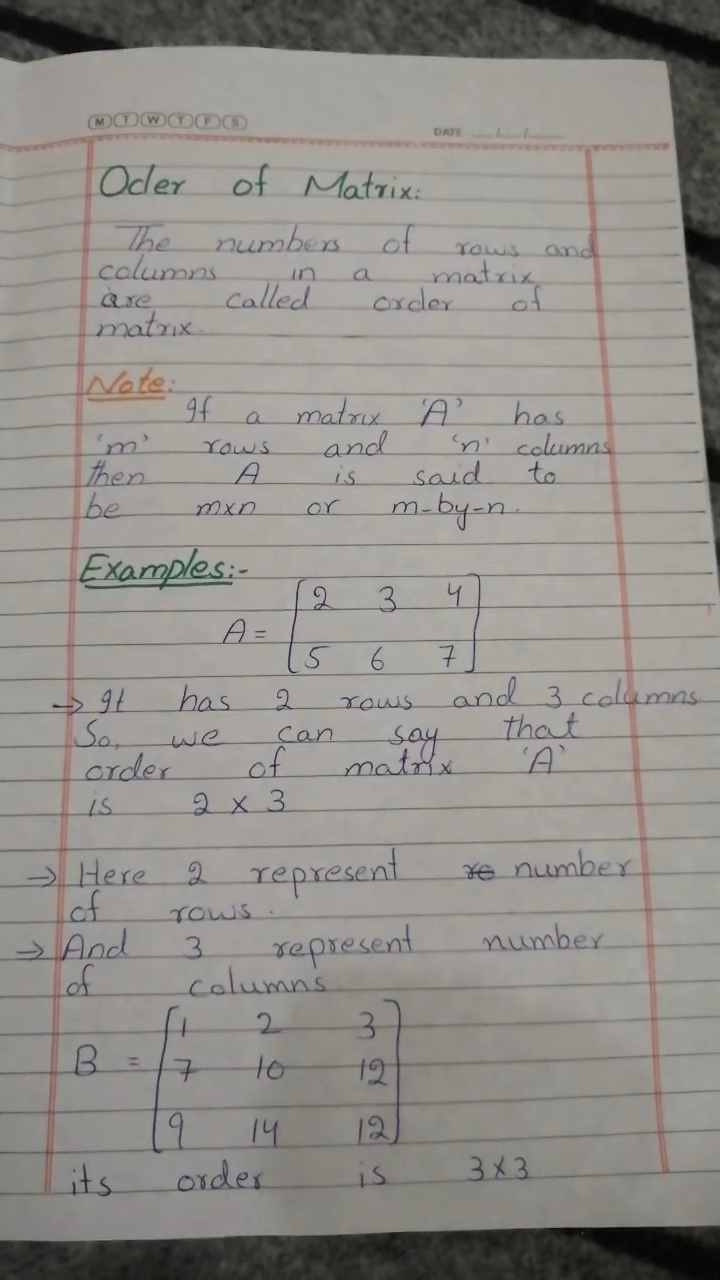 M T W T F S
DATE __/__/__
Oder of Matrix:
The numbers of rows and
columns in a matrix
are called order of
matrix
Note:
If a matrix 'A' has
'm' rows and 'n' columns
then A is said to
be mxn or m-by-n.
Examples:-
A = [2 3 4
5 6 7]
→ It has 2 rows and 3 columns
So, we can say that
order of matrix 'A'
is 2 x 3
→ Here 2 represent re number
of rows.
→ And 3 represent number
of columns
B = [1 2 3
7 10 12
9 14 12]
its order is 3x3